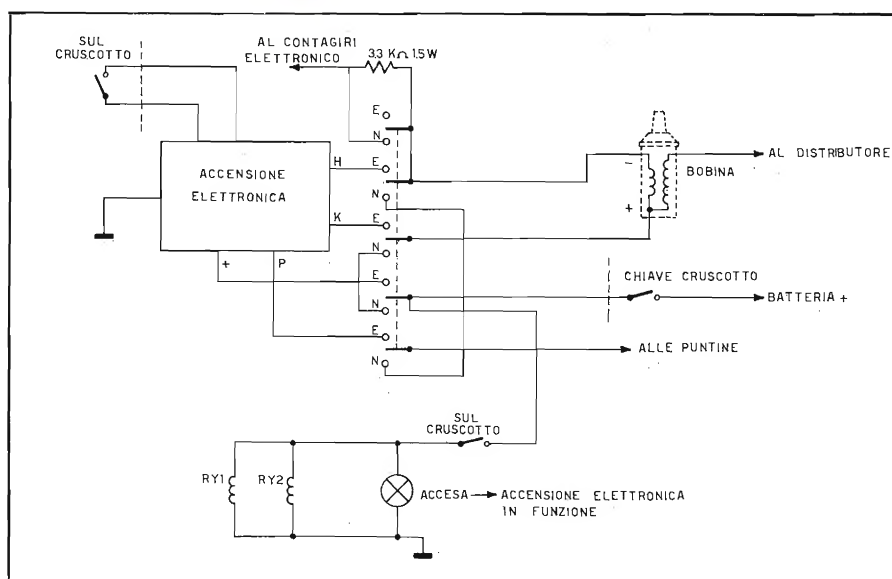 SUL
CRUSCOTTO
AL CONTAGIRI
ELETTRONICO
3,3 KΩ 1.5W
E
N
E
N
E
N
E
N
E
N
ACCENSIONE
ELETTRONICA
H
K
+
P
-
+
BOBINA
AL DISTRIBUTORE
CHIAVE CRUSCOTTO
BATTERIA +
ALLE PUNTINE
SUL
CRUSCOTTO
RY1
RY2
ACCESA
ACCENSIONE ELETTRONICA
IN FUNZIONE